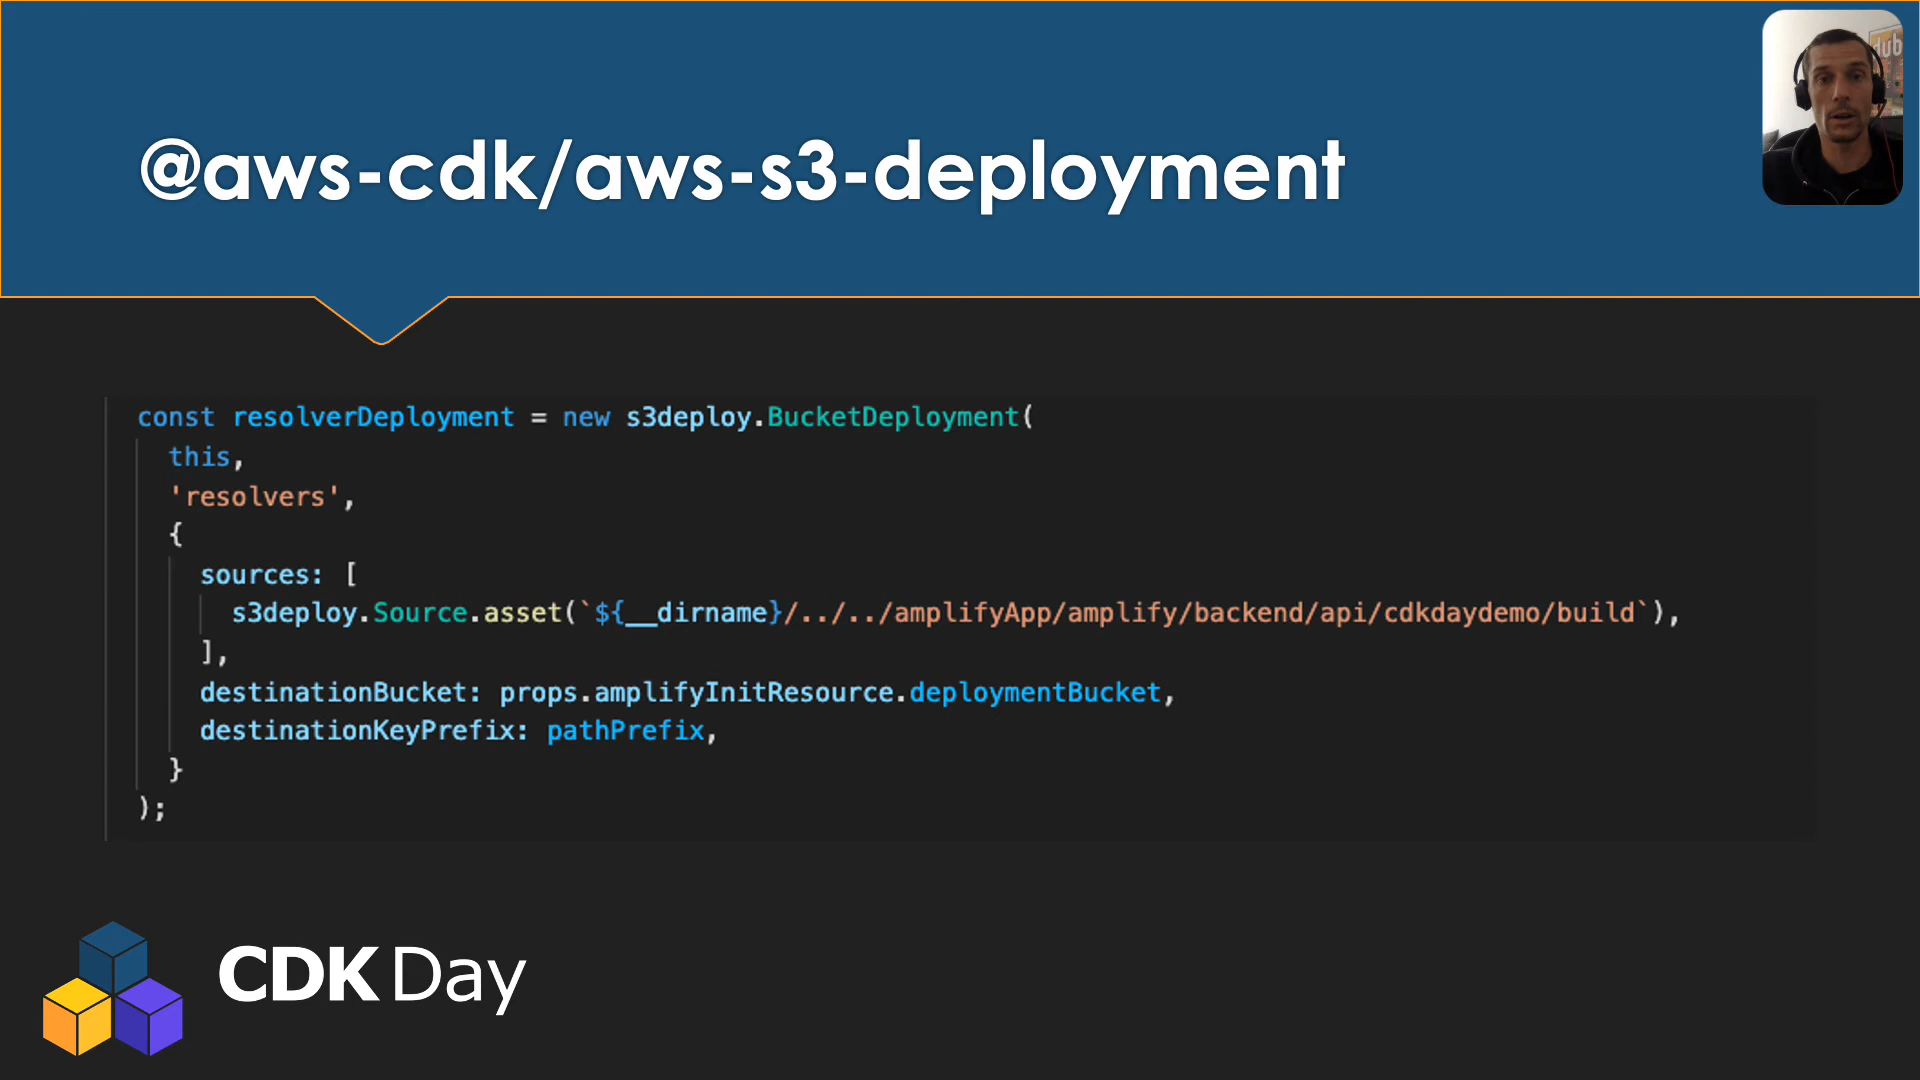 @aws-cdk/aws-s3-deployment
dub
const resolverDeployment = new s3deploy.BucketDeployment(
this,
'resolvers',
{
sources: [
s3deploy.Source.asset(`${__dirname}/../../amplifyApp/amplify/backend/api/cdkdaydemo/build`),
],
destinationBucket: props.amplifyInitResource.deploymentBucket,
destinationKeyPrefix: pathPrefix,
}
);
CDK Day